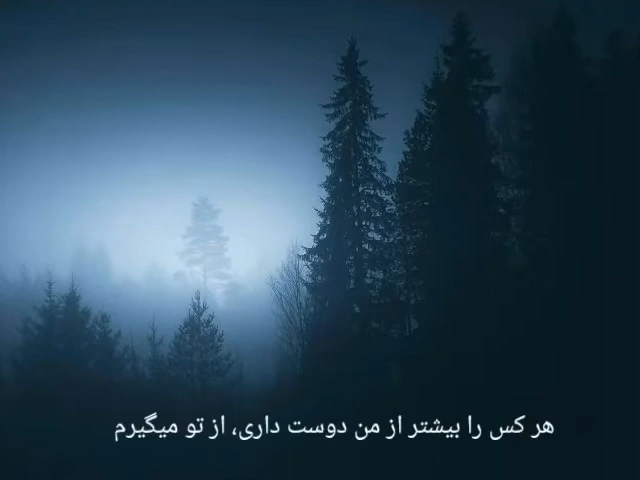 هر کس را بیشتر از من دوست داری، از تو میگیرم